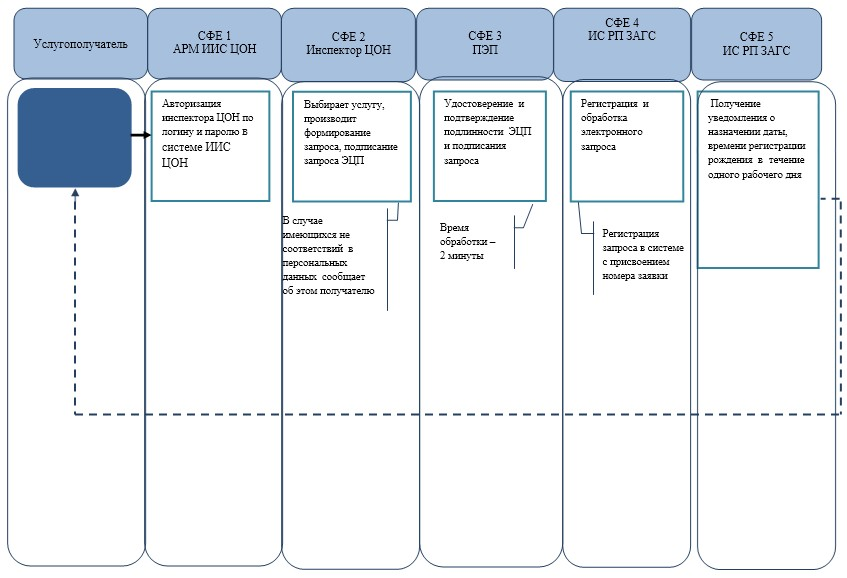 Услугополучатель
СФЕ 1
АРМ ИИС ЦОН
СФЕ 2
Инспектор ЦОН
СФЕ 3
ПЭП
СФЕ 4
ИС РП ЗАГС
СФЕ 5
ИС РП ЗАГС
Авторизация
инспектора ЦОН по
логину и паролю в
системе ИИС
ЦОН
Выбирает услугу,
производит
формирование
запроса, подписание
запроса ЭЦП
Удостоверение и
подтверждение
подлинности ЭЦП
и подписания
запроса
Регистрация и
обработка
электронного
запроса
Получение
уведомления о
назначении даты,
времени регистрации
рождения в течение
одного рабочего дня
В случае
имеющихся не
соответствий в
персональных
данных сообщает
об этом получателю
Время
обработки –
2 минуты
Регистрация
запроса в системе
с присвоением
номера заявки